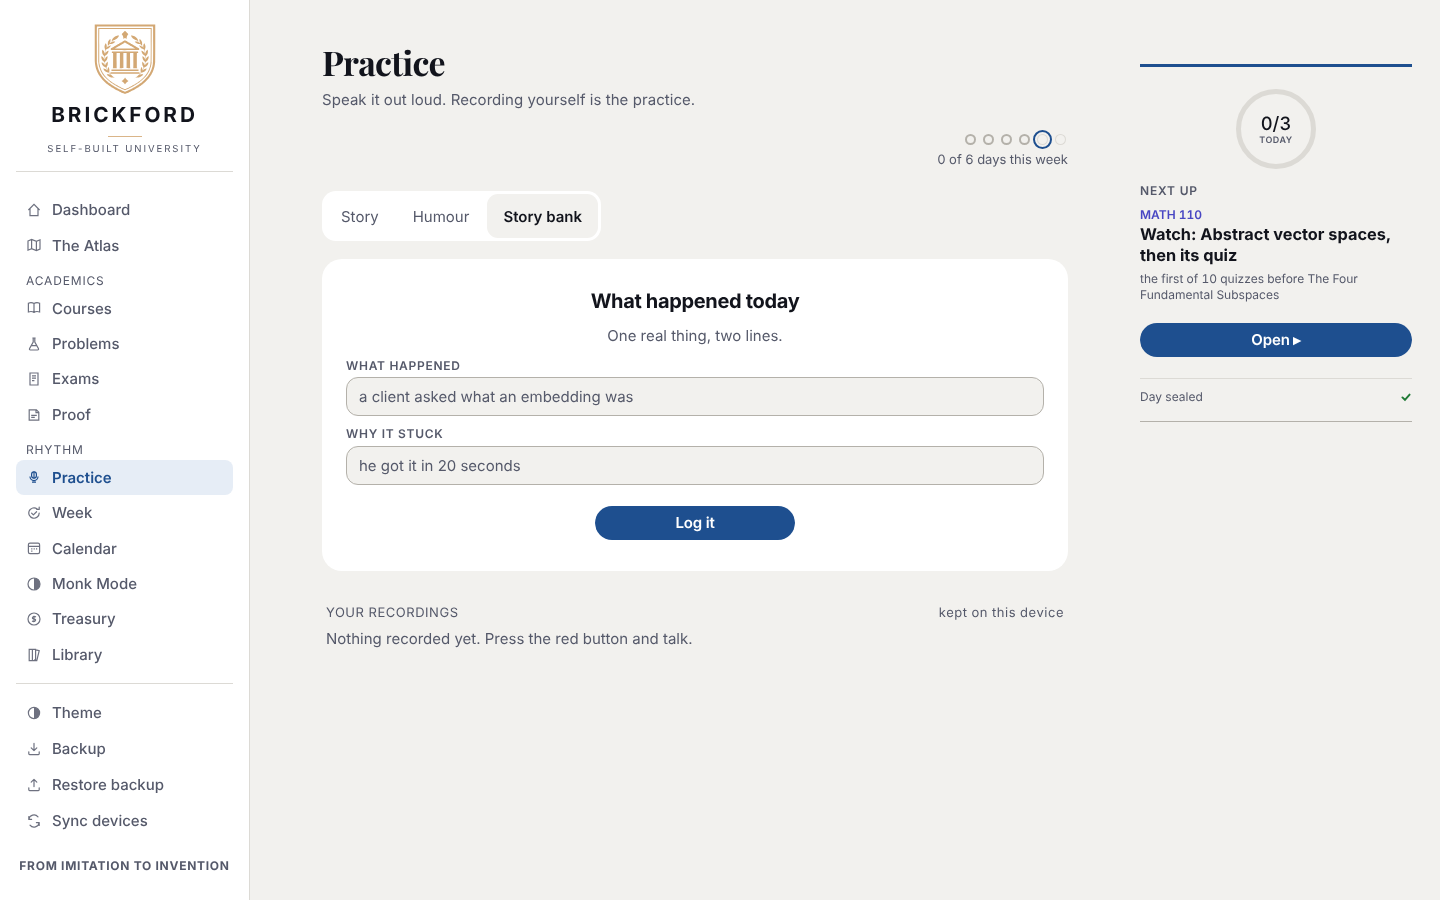 BRICKFORD
SELF-BUILT UNIVERSITY
Dashboard
The Atlas
ACADEMICS
Courses
Problems
Exams
Proof
RHYTHM
Practice
Week
Calendar
Monk Mode
Treasury
Library
Theme
Backup
Restore backup
Sync devices
FROM IMITATION TO INVENTION
Practice
Speak it out loud. Recording yourself is the practice.
0 of 6 days this week
Story
Humour
Story bank
What happened today
One real thing, two lines.
WHAT HAPPENED
a client asked what an embedding was
WHY IT STUCK
he got it in 20 seconds
Log it
YOUR RECORDINGS
kept on this device
Nothing recorded yet. Press the red button and talk.
0/3
TODAY
NEXT UP
MATH 110
Watch: Abstract vector spaces,
then its quiz
the first of 10 quizzes before The Four
Fundamental Subspaces
Open ▸
Day sealed